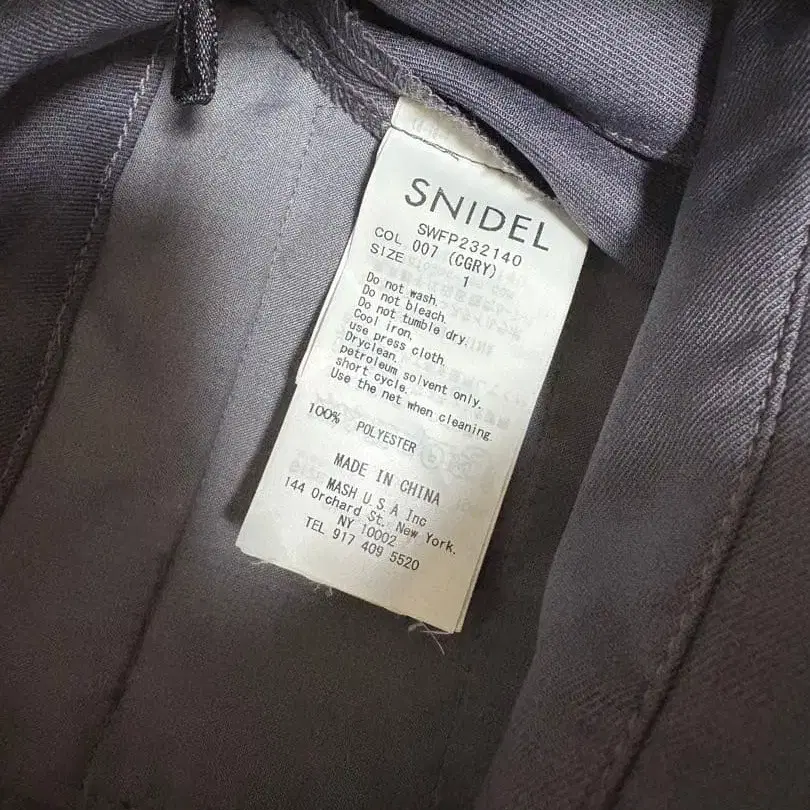 SNIDEL
SWFP232140
COL 007 (CGRY)
SIZE 1
Do not wash.
Do not bleach.
Do not tumble dry.
Cool iron.
use press cloth.
Dryclean.
petroleum solvent only.
short cycle.
Use the net when cleaning
100% POLYESTER
MADE IN CHINA
MASH U S A Inc
144 Orchard St. New York.
NY 10002
TEL 917 409 5520